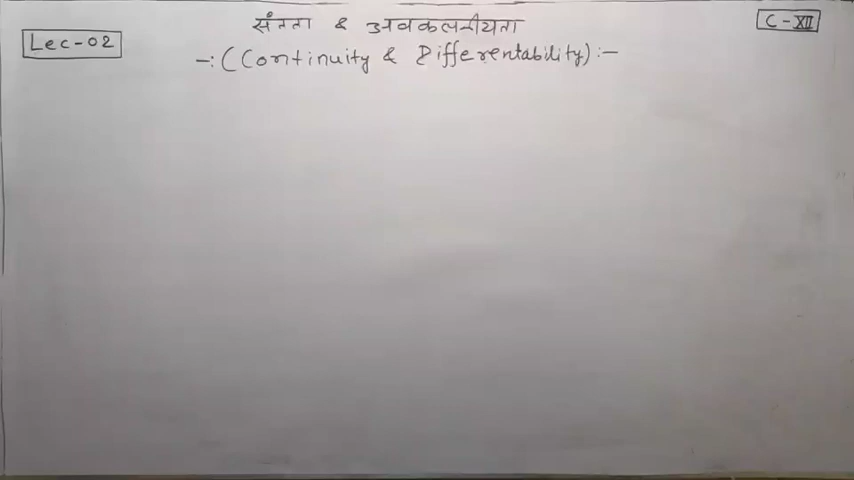 संतता & अवकलनीयता
C-XII
Lec-02
-:(Continuity & Differentability):-